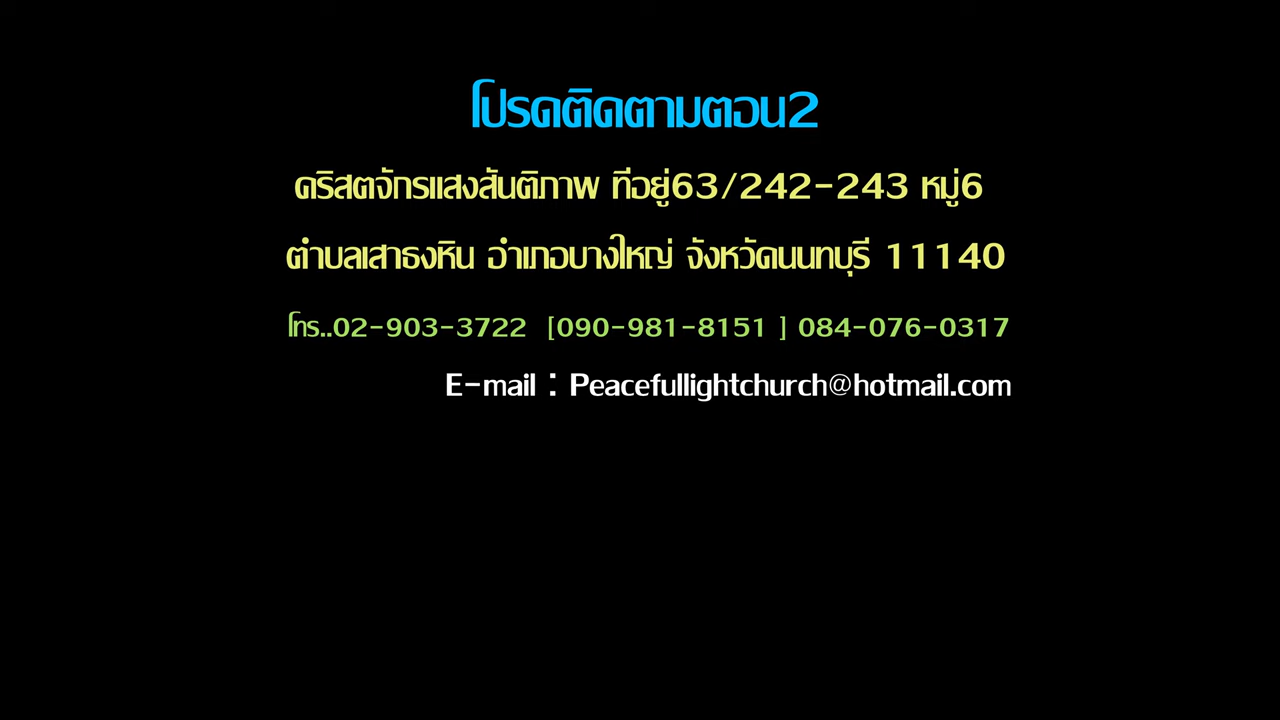 โปรดติดตามตอน2
คริสตจักรแสงสันติภาพ ที่อยู่63/242-243 หมู่6
ตำบลเสาธงหิน อำเภอบางใหญ่ จังหวัดนนทบุรี 11140
โทร..02-903-3722 [090-981-8151 ] 084-076-0317
E-mail : Peacefullightchurch@hotmail.com